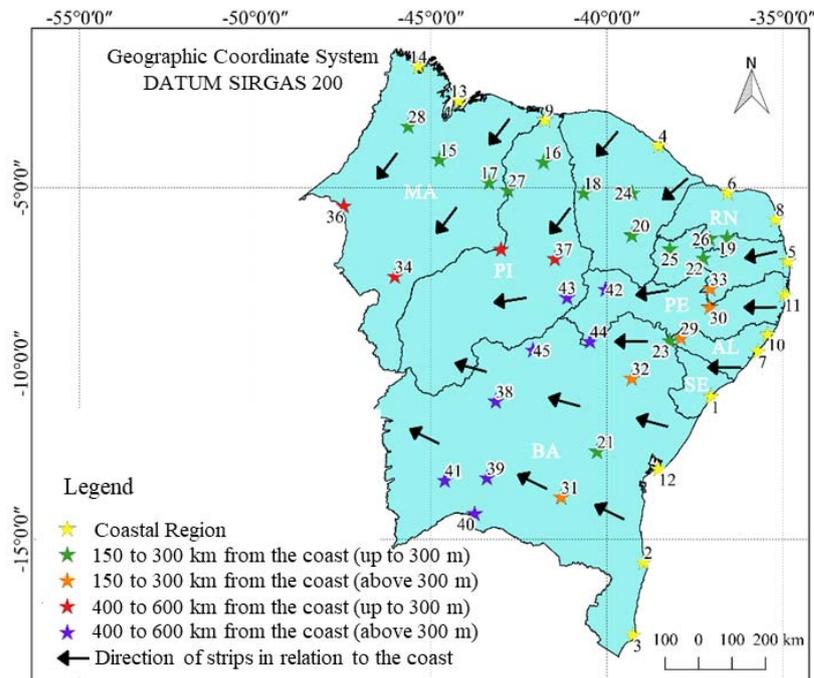 -55°0'0" -50°0'0" -45°0'0" -40°0'0" -35°0'0"
Geographic Coordinate System
DATUM SIRGAS 200
N
14
13
9
4
28
15
16
17
27
18
24
6
-5°0'0"
MA
RN
8
36
20
26
19
25
22
5
37
34
PI
33
43
42
PE
11
30
44
29
AL
10
45
23
7
-10°0'0"
32
SE
38
1
BA
21
41
39
12
31
40
-15°0'0"
2
3
Legend
Coastal Region
150 to 300 km from the coast (up to 300 m)
150 to 300 km from the coast (above 300 m)
400 to 600 km from the coast (up to 300 m)
400 to 600 km from the coast (above 300 m)
Direction of strips in relation to the coast
100 0 100 200 km